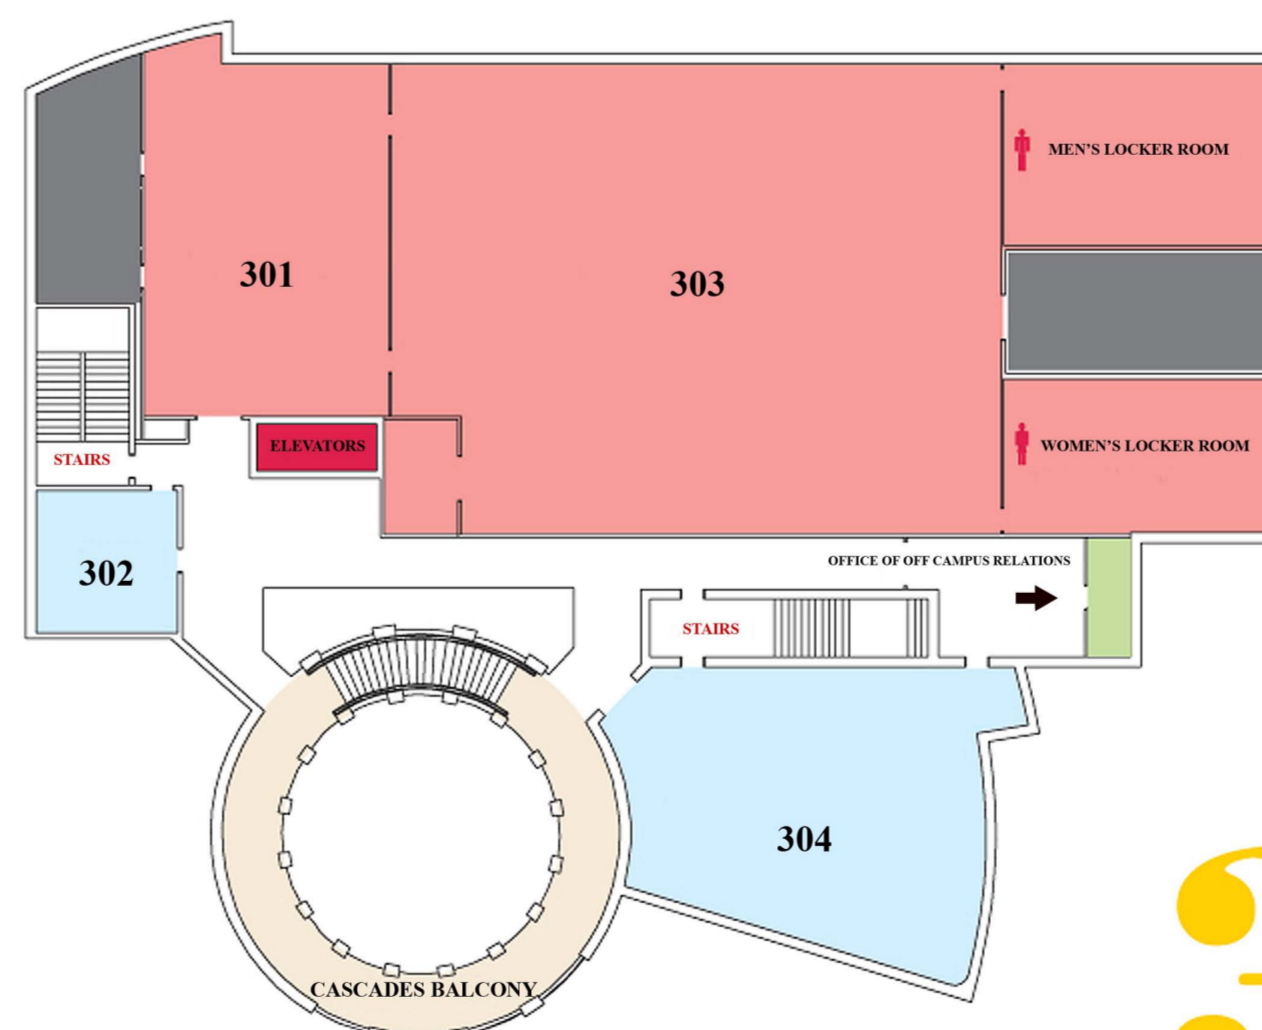 MEN'S LOCKER ROOM
301
303
ELEVATORS
WOMEN'S LOCKER ROOM
STAIRS
302
OFFICE OF OFF CAMPUS RELATIONS
STAIRS
304
CASCADES BALCONY